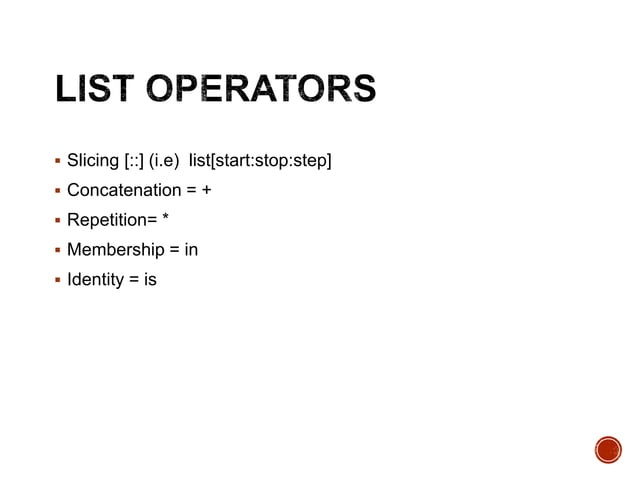 LIST OPERATORS
▪ Slicing [::] (i.e) list[start:stop:step]
▪ Concatenation = +
▪ Repetition= *
▪ Membership = in
▪ Identity = is